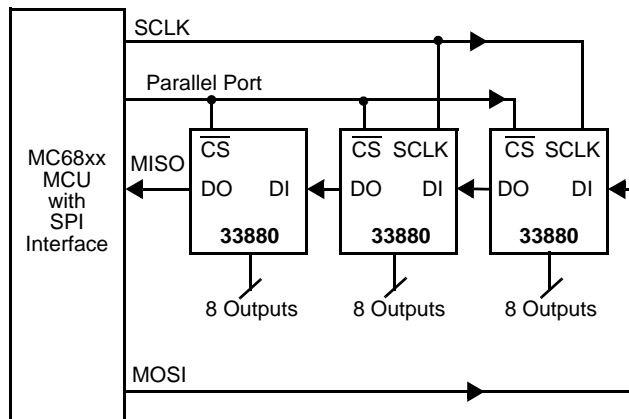 SCLK
Parallel Port
MC68xx
MCU
with
SPI
Interface
MISO
CS
DO DI
33880
8 Outputs
CS SCLK
DO DI
33880
8 Outputs
CS SCLK
DO DI
33880
8 Outputs
MOSI